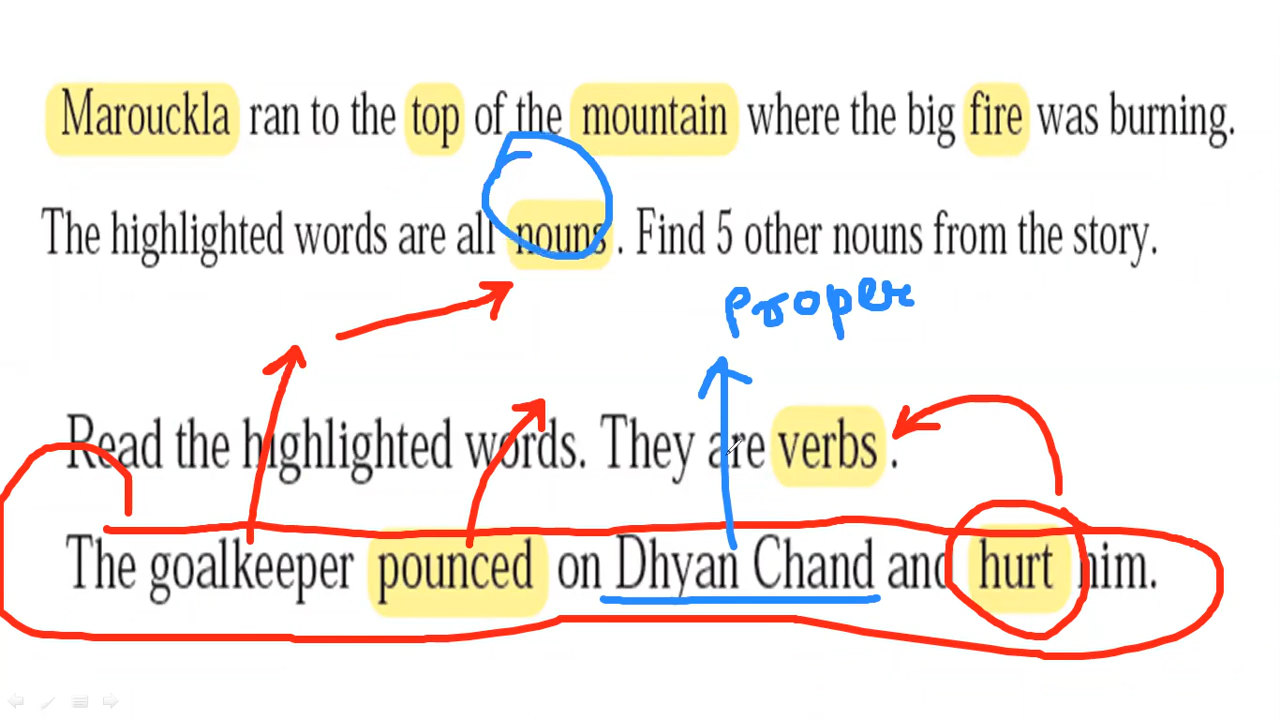 Marouckla ran to the top of the mountain where the big fire was burning.
The highlighted words are all nouns. Find 5 other nouns from the story.
Proper
Read the highlighted words. They are verbs.
The goalkeeper pounced on Dhyan Chand and hurt him.